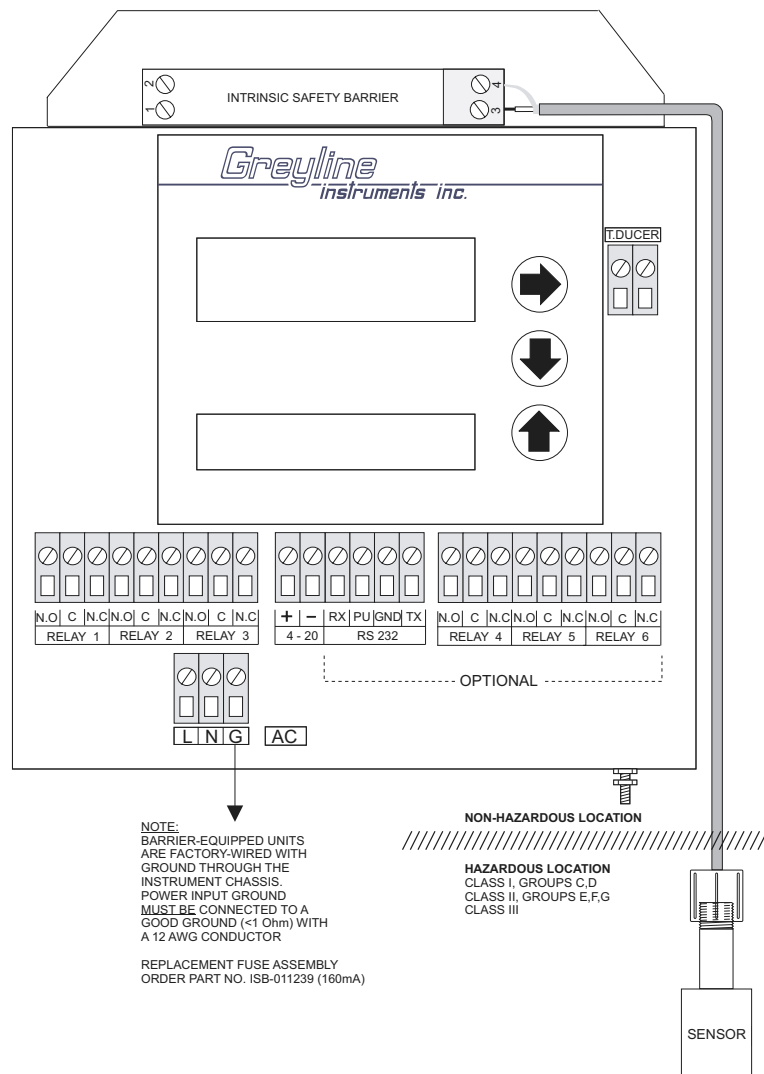 2 INTRINSIC SAFETY BARRIER 4
1 3
Greyline
instruments inc.
T.DUCER
N.O C N.C N.O C N.C N.O C N.C
RELAY 1 RELAY 2 RELAY 3
+ − RX PU GND TX
4 - 20 RS 232
N.O C N.C N.O C N.C N.O C N.C
RELAY 4 RELAY 5 RELAY 6
OPTIONAL
L N G AC
NOTE:
BARRIER-EQUIPPED UNITS
ARE FACTORY-WIRED WITH
GROUND THROUGH THE
INSTRUMENT CHASSIS.
POWER INPUT GROUND
MUST BE CONNECTED TO A
GOOD GROUND (<1 Ohm) WITH
A 12 AWG CONDUCTOR
REPLACEMENT FUSE ASSEMBLY
ORDER PART NO. ISB-011239 (160mA)
NON-HAZARDOUS LOCATION
HAZARDOUS LOCATION
CLASS I, GROUPS C,D
CLASS II, GROUPS E,F,G
CLASS III
SENSOR